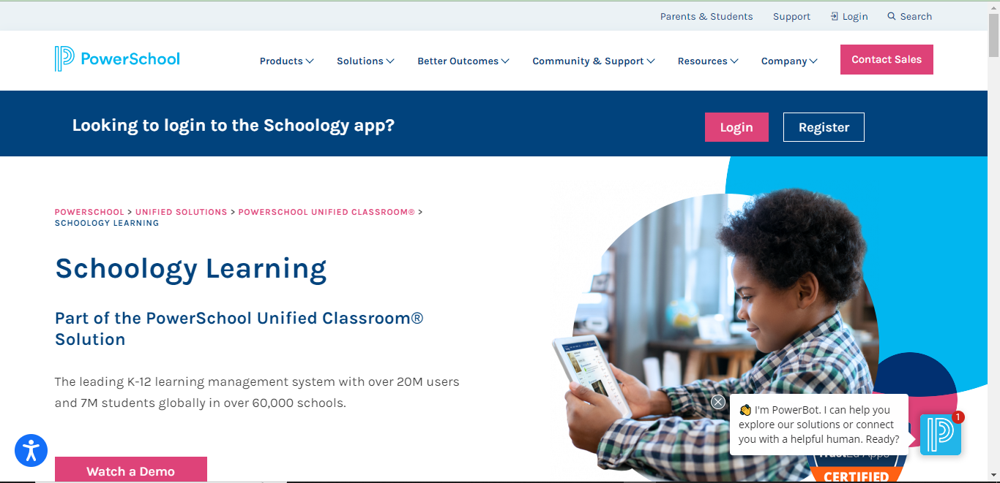 Parents & Students Support Login Search
PowerSchool
Products Solutions Better Outcomes Community & Support Resources Company Contact Sales
Looking to login to the Schoology app?
Login Register
POWERSCHOOL > UNIFIED SOLUTIONS > POWERSCHOOL UNIFIED CLASSROOM® >
SCHOOLOGY LEARNING
Schoology Learning
Part of the PowerSchool Unified Classroom®
Solution
The leading K-12 learning management system with over 20M users
and 7M students globally in over 60,000 schools.
Watch a Demo
👏 I'm PowerBot. I can help you
explore our solutions or connect
you with a helpful human. Ready?
1
TrustEd Apps
CERTIFIED